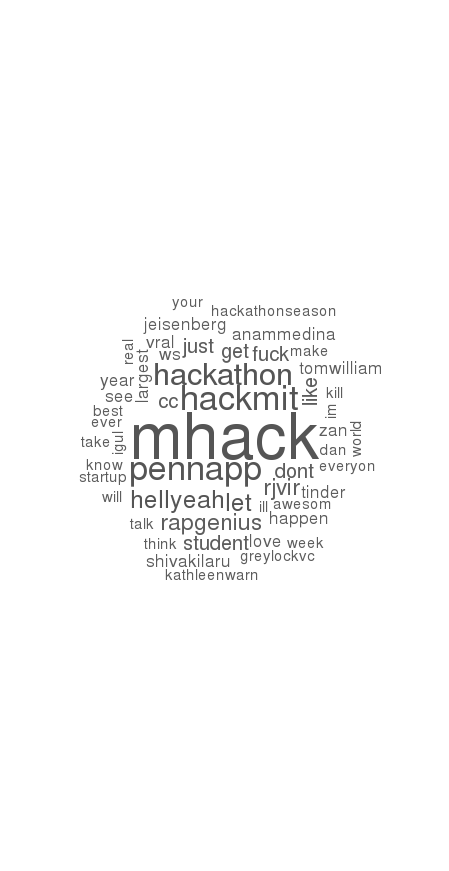 your
hackathonseason
jeisenberg
anammedina
real
vral
ws
just
get
fuck
make
largest
tomwilliam
year
hackathon
like
see
cc
hackmit
kill
best
im
ever
mhack
zan
world
take
igul
dan
know
pennapp
dont
everyon
startup
rjvir
tinder
will
hellyeah
let
ill
awesom
talk
rapgenius
happen
think
student
love
week
shivakilaru
greylockvc
kathleenwarn